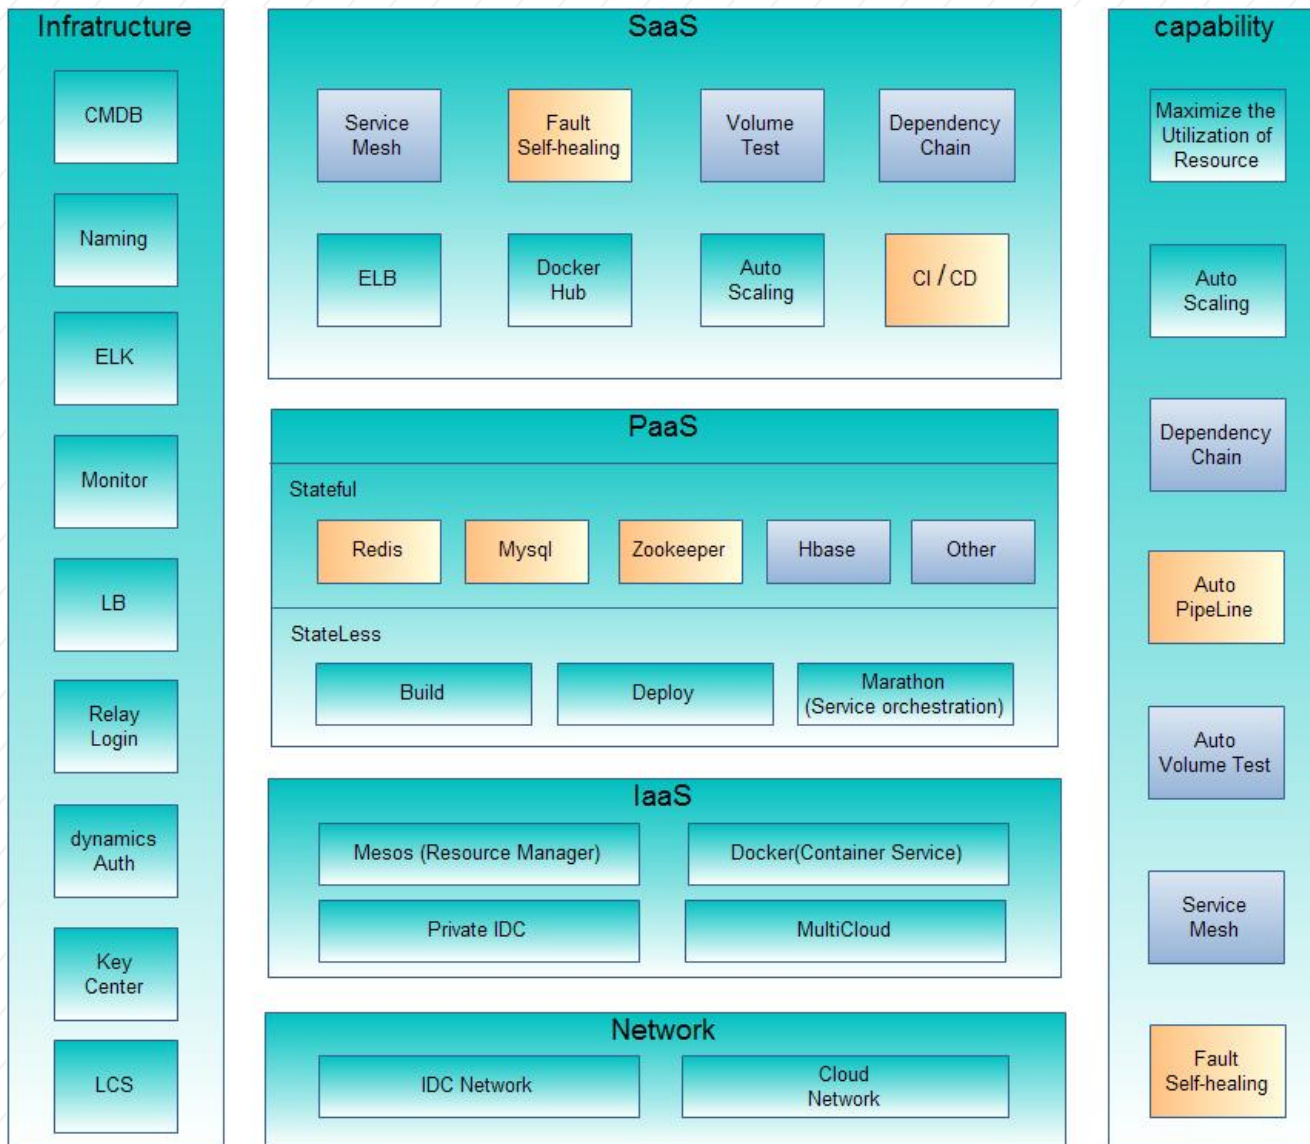 Infratructure
CMDB
Naming
ELK
Monitor
LB
Relay
Login
dynamics
Auth
Key
Center
LCS
SaaS
Service
Mesh
Fault
Self-healing
Volume
Test
Dependency
Chain
ELB
Docker
Hub
Auto
Scaling
CI / CD
PaaS
Stateful
Redis
Mysql
Zookeeper
Hbase
Other
StateLess
Build
Deploy
Marathon
(Service orchestration)
IaaS
Mesos (Resource Manager)
Docker(Container Service)
Private IDC
MultiCloud
Network
IDC Network
Cloud
Network
capability
Maximize the
Utilization of
Resource
Auto
Scaling
Dependency
Chain
Auto
PipeLine
Auto
Volume Test
Service
Mesh
Fault
Self-healing